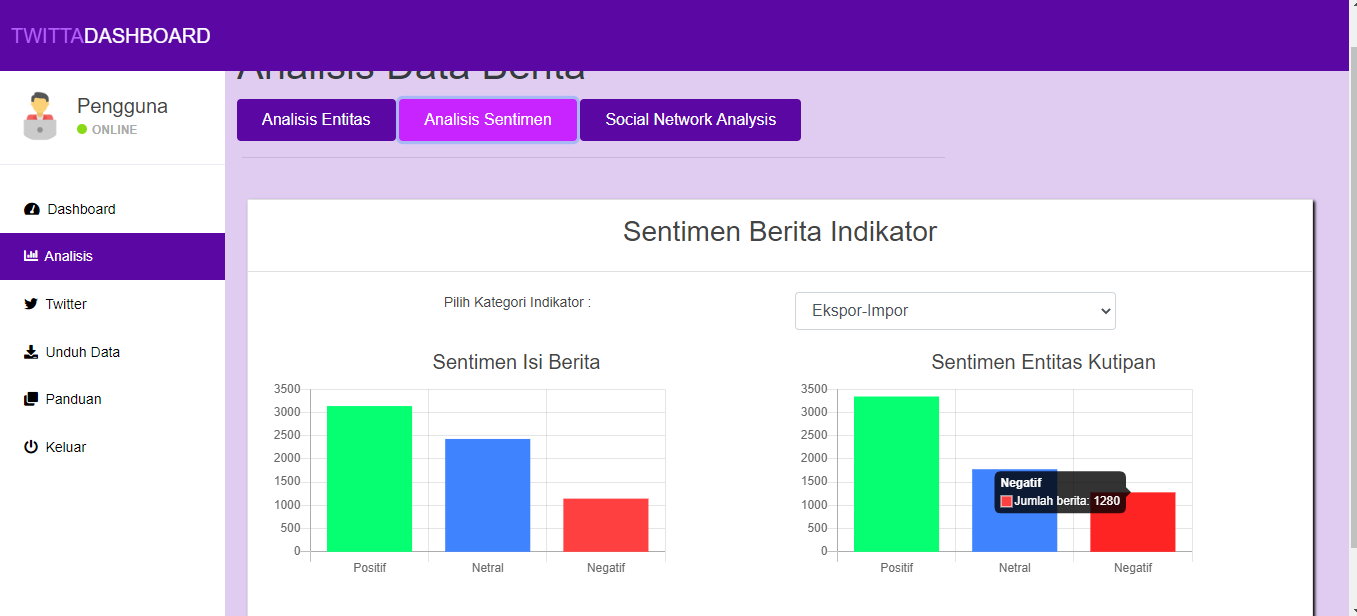 TWITTADASHBOARD
Analisis Data Berita
Pengguna
ONLINE
Dashboard
Analisis
Twitter
Unduh Data
Panduan
Keluar
Analisis Entitas
Analisis Sentimen
Social Network Analysis
Sentimen Berita Indikator
Pilih Kategori Indikator :
Ekspor-Impor
Sentimen Isi Berita
3500
3000
2500
2000
1500
1000
500
0
Positif Netral Negatif
Sentimen Entitas Kutipan
3500
3000
2500
2000
1500
1000
500
0
Negatif
Jumlah berita: 1280
Positif Netral Negatif